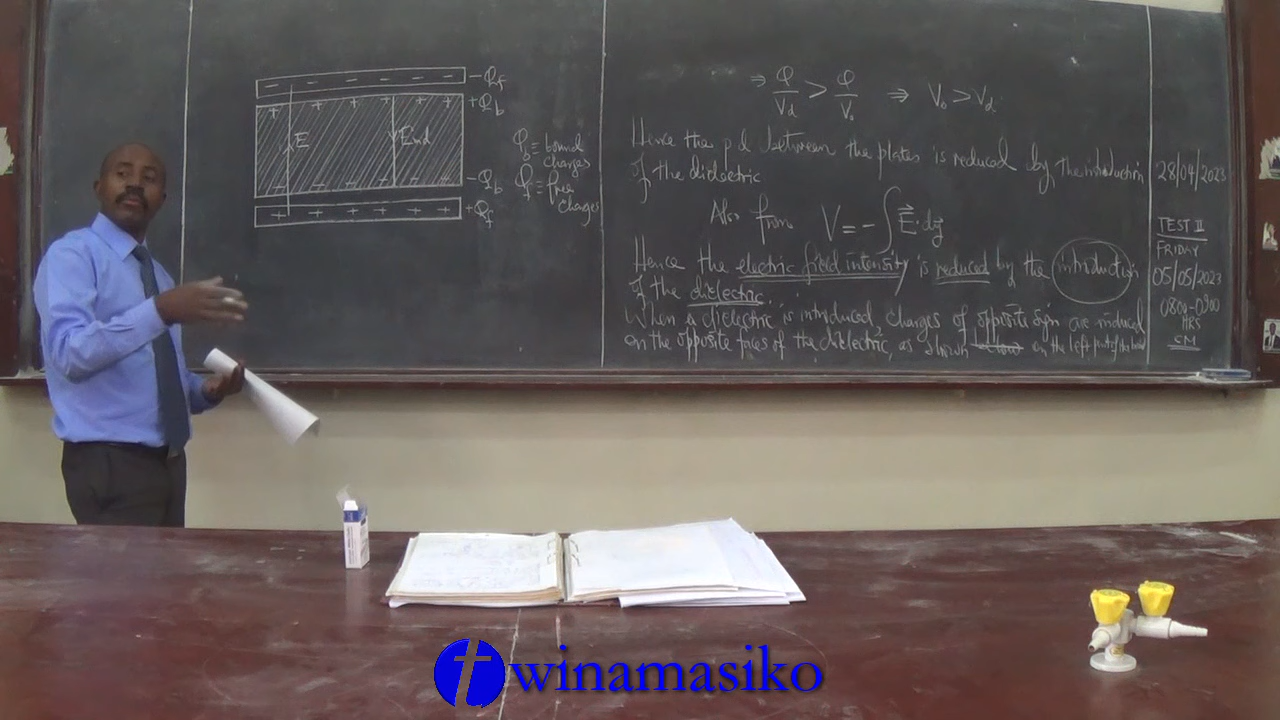 − − − − − − − −Qf
+ + + + + + +Qb
E
Eind
− − − − − − −Qb
+ + + + + + +Qf
Qb ≡ bound
charges
Qf ≡ free
charges
⇒ Q/Vd > Q/V₀ ⇒ V₀ > Vd
Hence the p d between the plates is reduced by the introduction
of the dielectric
Also from V = −∫E⃗·dy⃗
Hence the electric field intensity is reduced by the introduction
of the dielectric.
When a dielectric is introduced charges of opposite sign are induced
on the opposite faces of the dielectric, as shown on the left part of the
28/04/2023
TEST II
FRIDAY
05/05/2023
0800-0900
HRS
CM
twinamasiko